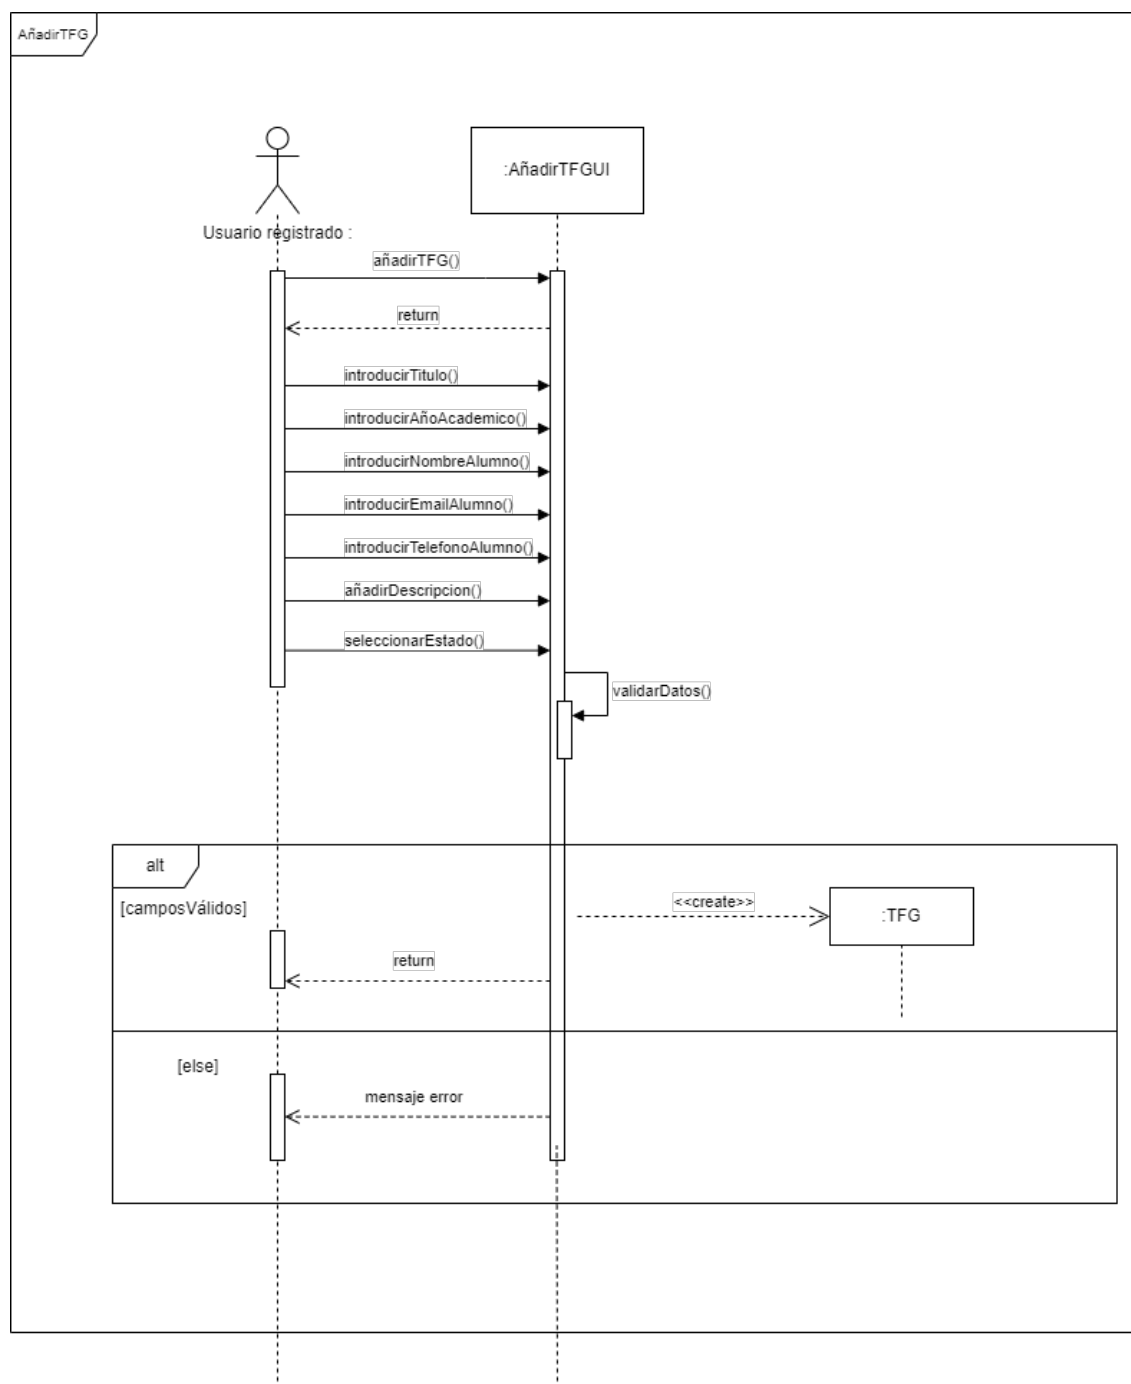 AñadirTFG
:AñadirTFGUI
Usuario registrado :
añadirTFG()
return
introducirTitulo()
introducirAñoAcademico()
introducirNombreAlumno()
introducirEmailAlumno()
introducirTelefonoAlumno()
añadirDescripcion()
seleccionarEstado()
validarDatos()
alt
[camposVálidos]
<<create>>
:TFG
return
[else]
mensaje error